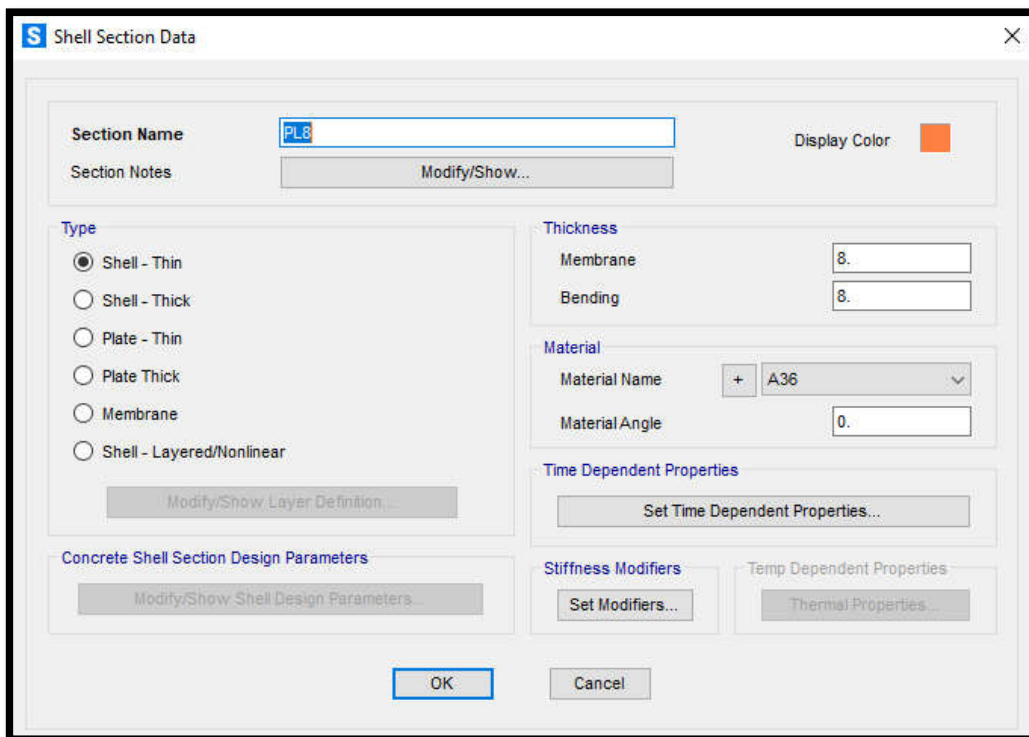 S Shell Section Data
Section Name PL8 Display Color
Section Notes Modify/Show...
Type
Shell - Thin
Shell - Thick
Plate - Thin
Plate Thick
Membrane
Shell - Layered/Nonlinear
Modify/Show Layer Definition...
Concrete Shell Section Design Parameters
Modify/Show Shell Design Parameters...
Thickness
Membrane 8.
Bending 8.
Material
Material Name + A36
Material Angle 0.
Time Dependent Properties
Set Time Dependent Properties...
Stiffness Modifiers
Set Modifiers...
Temp Dependent Properties
Thermal Properties...
OK Cancel